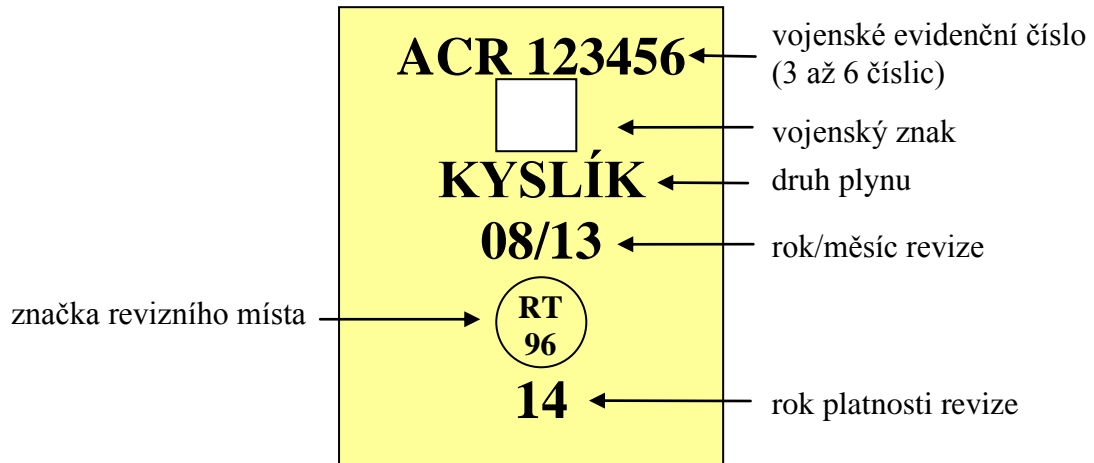 ACR 123456
vojenské evidenční číslo
(3 až 6 číslic)
vojenský znak
KYSLÍK
druh plynu
08/13
rok/měsíc revize
značka revizního místa
RT
96
14
rok platnosti revize